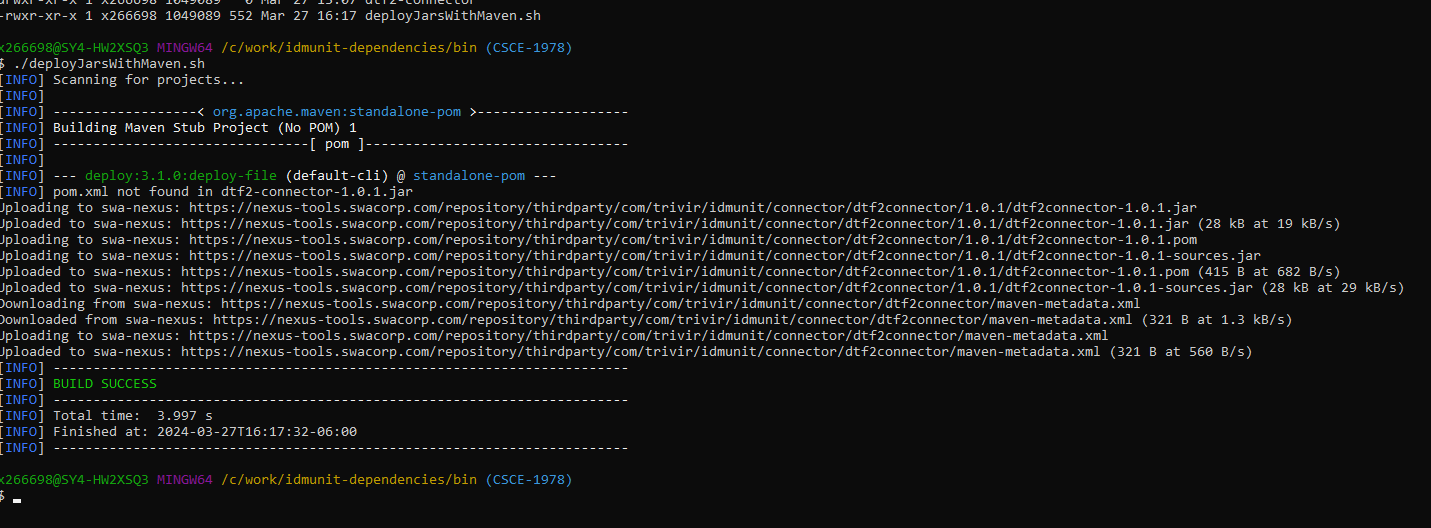 drwxr-xr-x 1 x266698 1049089 0 Mar 27 15:07 dtf2-connector
-rwxr-xr-x 1 x266698 1049089 552 Mar 27 16:17 deployJarsWithMaven.sh
x266698@SY4-HW2XSQ3 MINGW64 /c/work/idmunit-dependencies/bin (CSCE-1978)
$ ./deployJarsWithMaven.sh
[INFO] Scanning for projects...
[INFO]
[INFO] ------------------< org.apache.maven:standalone-pom >-------------------
[INFO] Building Maven Stub Project (No POM) 1
[INFO] --------------------------------[ pom ]---------------------------------
[INFO]
[INFO] --- deploy:3.1.0:deploy-file (default-cli) @ standalone-pom ---
[INFO] pom.xml not found in dtf2-connector-1.0.1.jar
Uploading to swa-nexus: https://nexus-tools.swacorp.com/repository/thirdparty/com/trivir/idmunit/connector/dtf2connector/1.0.1/dtf2connector-1.0.1.jar
Uploaded to swa-nexus: https://nexus-tools.swacorp.com/repository/thirdparty/com/trivir/idmunit/connector/dtf2connector/1.0.1/dtf2connector-1.0.1.jar (28 kB at 19 kB/s)
Uploading to swa-nexus: https://nexus-tools.swacorp.com/repository/thirdparty/com/trivir/idmunit/connector/dtf2connector/1.0.1/dtf2connector-1.0.1.pom
Uploading to swa-nexus: https://nexus-tools.swacorp.com/repository/thirdparty/com/trivir/idmunit/connector/dtf2connector/1.0.1/dtf2connector-1.0.1-sources.jar
Uploaded to swa-nexus: https://nexus-tools.swacorp.com/repository/thirdparty/com/trivir/idmunit/connector/dtf2connector/1.0.1/dtf2connector-1.0.1.pom (415 B at 682 B/s)
Uploaded to swa-nexus: https://nexus-tools.swacorp.com/repository/thirdparty/com/trivir/idmunit/connector/dtf2connector/1.0.1/dtf2connector-1.0.1-sources.jar (28 kB at 29 kB/s)
Downloading from swa-nexus: https://nexus-tools.swacorp.com/repository/thirdparty/com/trivir/idmunit/connector/dtf2connector/maven-metadata.xml
Downloaded from swa-nexus: https://nexus-tools.swacorp.com/repository/thirdparty/com/trivir/idmunit/connector/dtf2connector/maven-metadata.xml (321 B at 1.3 kB/s)
Uploading to swa-nexus: https://nexus-tools.swacorp.com/repository/thirdparty/com/trivir/idmunit/connector/dtf2connector/maven-metadata.xml
Uploaded to swa-nexus: https://nexus-tools.swacorp.com/repository/thirdparty/com/trivir/idmunit/connector/dtf2connector/maven-metadata.xml (321 B at 560 B/s)
[INFO] ------------------------------------------------------------------------
[INFO] BUILD SUCCESS
[INFO] ------------------------------------------------------------------------
[INFO] Total time:  3.997 s
[INFO] Finished at: 2024-03-27T16:17:32-06:00
[INFO] ------------------------------------------------------------------------
x266698@SY4-HW2XSQ3 MINGW64 /c/work/idmunit-dependencies/bin (CSCE-1978)
$